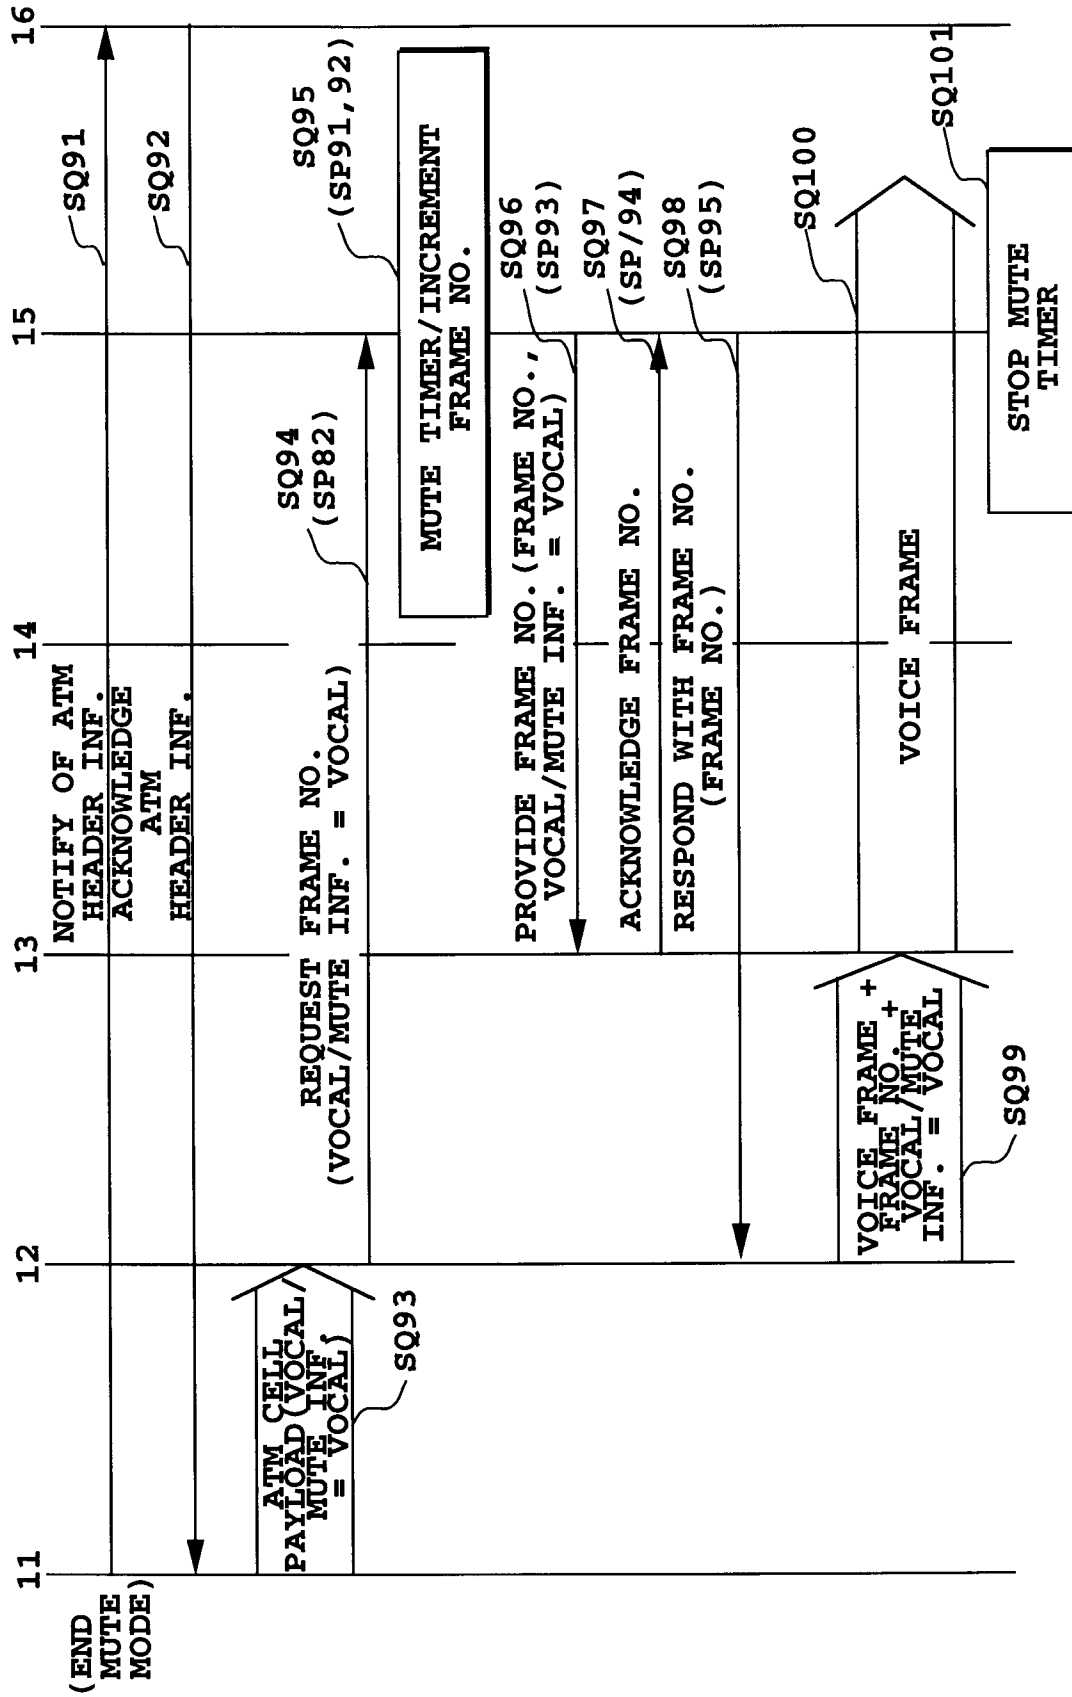 11
12
13
14
15
16
(END
MUTE
MODE)
NOTIFY OF ATM
HEADER INF.
SQ91
ACKNOWLEDGE
ATM
HEADER INF.
SQ92
ATM CELL
PAYLOAD(VOCAL/
MUTE INF.
= VOCAL)
SQ93
REQUEST FRAME NO.
(VOCAL/MUTE INF. = VOCAL)
SQ94
(SP82)
SQ95
(SP91,92)
MUTE TIMER/INCREMENT
FRAME NO.
PROVIDE FRAME NO.(FRAME NO.,
VOCAL/MUTE INF. = VOCAL)
SQ96
(SP93)
ACKNOWLEDGE FRAME NO.
SQ97
(SP/94)
RESPOND WITH FRAME NO.
(FRAME NO.)
SQ98
(SP95)
VOICE FRAME +
FRAME NO. +
VOCAL/MUTE
INF. = VOCAL
SQ99
VOICE FRAME
SQ100
STOP MUTE
TIMER
SQ101